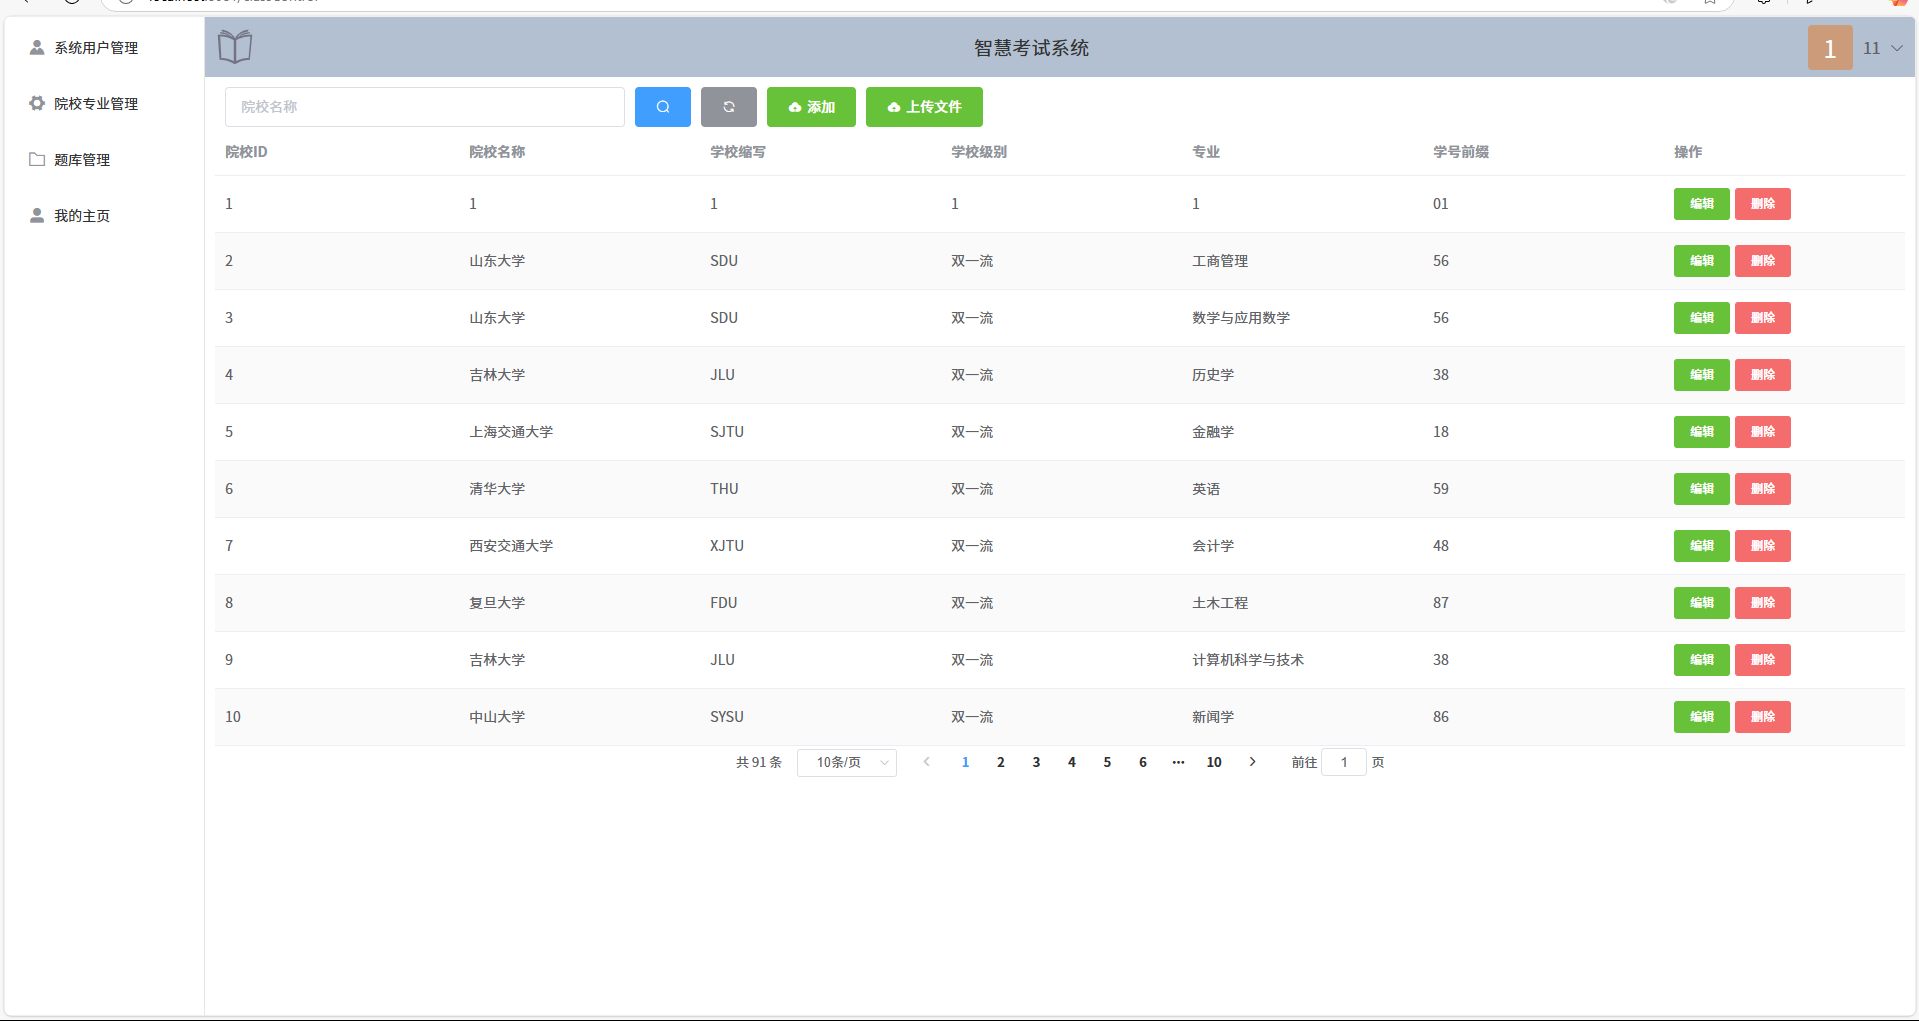 系统用户管理
院校专业管理
题库管理
我的主页
智慧考试系统
1 11
院校名称 添加 上传文件
院校ID 院校名称 学校缩写 学校级别 专业 学号前缀 操作
1 1 1 1 1 01 编辑 删除
2 山东大学 SDU 双一流 工商管理 56 编辑 删除
3 山东大学 SDU 双一流 数学与应用数学 56 编辑 删除
4 吉林大学 JLU 双一流 历史学 38 编辑 删除
5 上海交通大学 SJTU 双一流 金融学 18 编辑 删除
6 清华大学 THU 双一流 英语 59 编辑 删除
7 西安交通大学 XJTU 双一流 会计学 48 编辑 删除
8 复旦大学 FDU 双一流 土木工程 87 编辑 删除
9 吉林大学 JLU 双一流 计算机科学与技术 38 编辑 删除
10 中山大学 SYSU 双一流 新闻学 86 编辑 删除
共 91 条 10条/页 1 2 3 4 5 6 ··· 10 前往 1 页